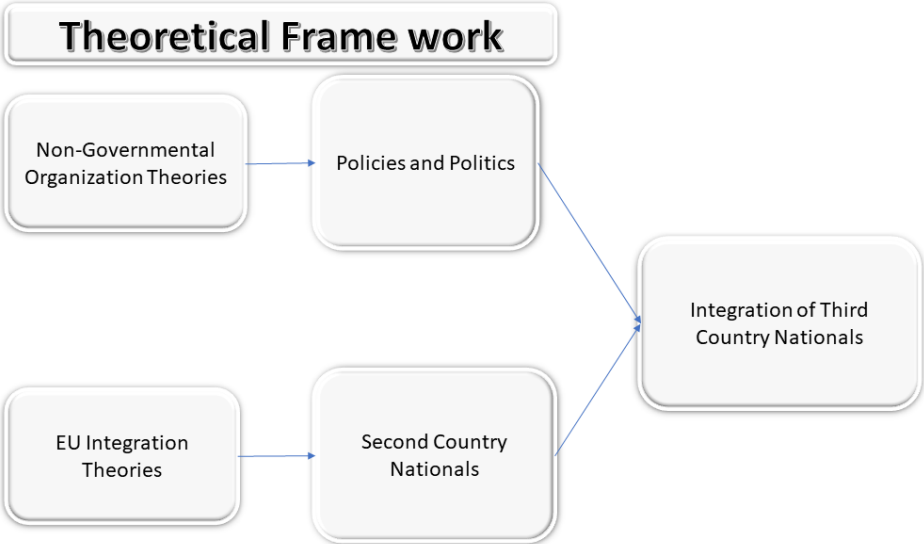 Theoretical Frame work
Non-Governmental
Organization Theories
Policies and Politics
Integration of Third
Country Nationals
EU Integration
Theories
Second Country
Nationals